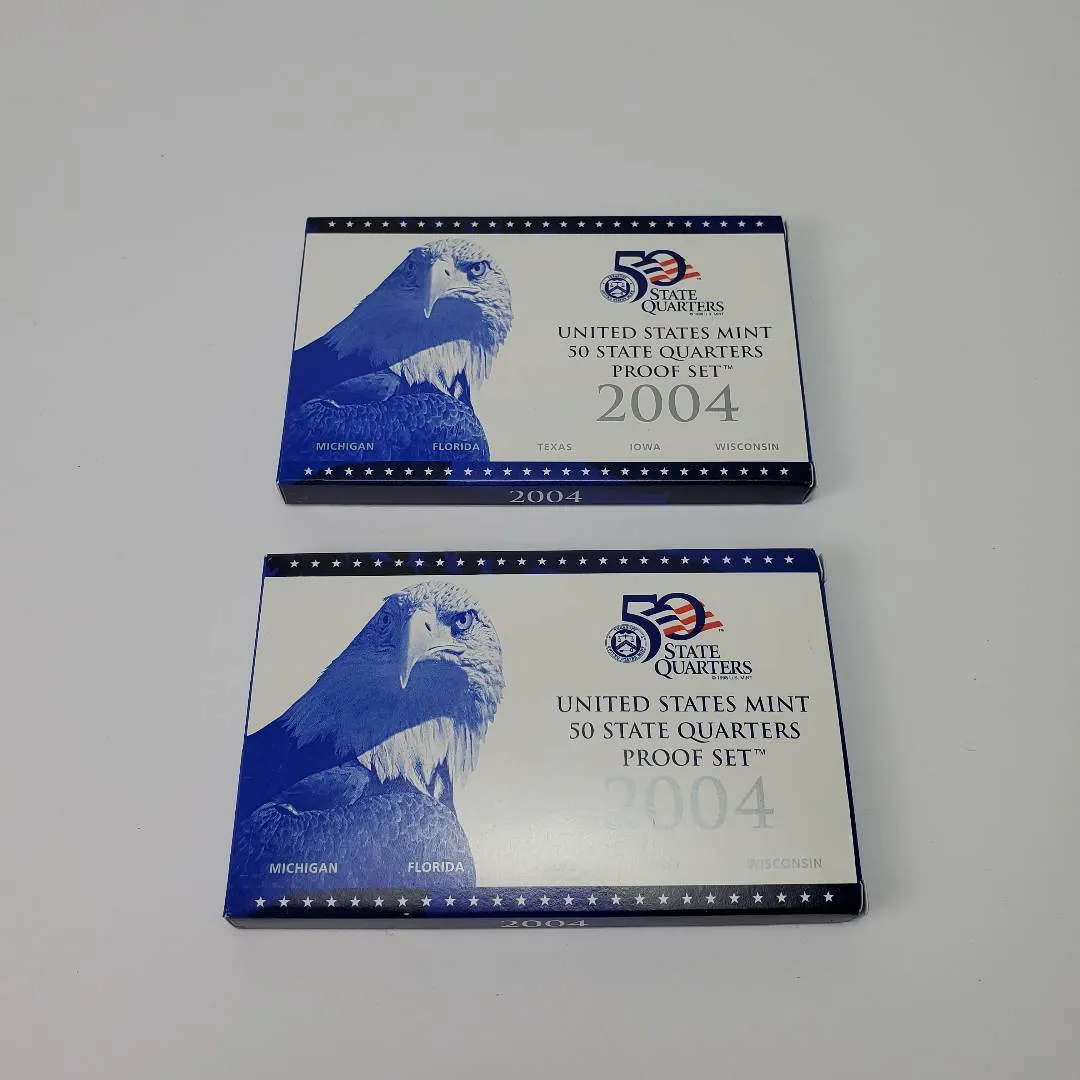 50
STATE
QUARTERS
UNITED STATES MINT
50 STATE QUARTERS
PROOF SET™
2004
MICHIGAN FLORIDA TEXAS IOWA WISCONSIN
2004
50
STATE
QUARTERS
UNITED STATES MINT
50 STATE QUARTERS
PROOF SET™
2004
MICHIGAN FLORIDA WISCONSIN
2004